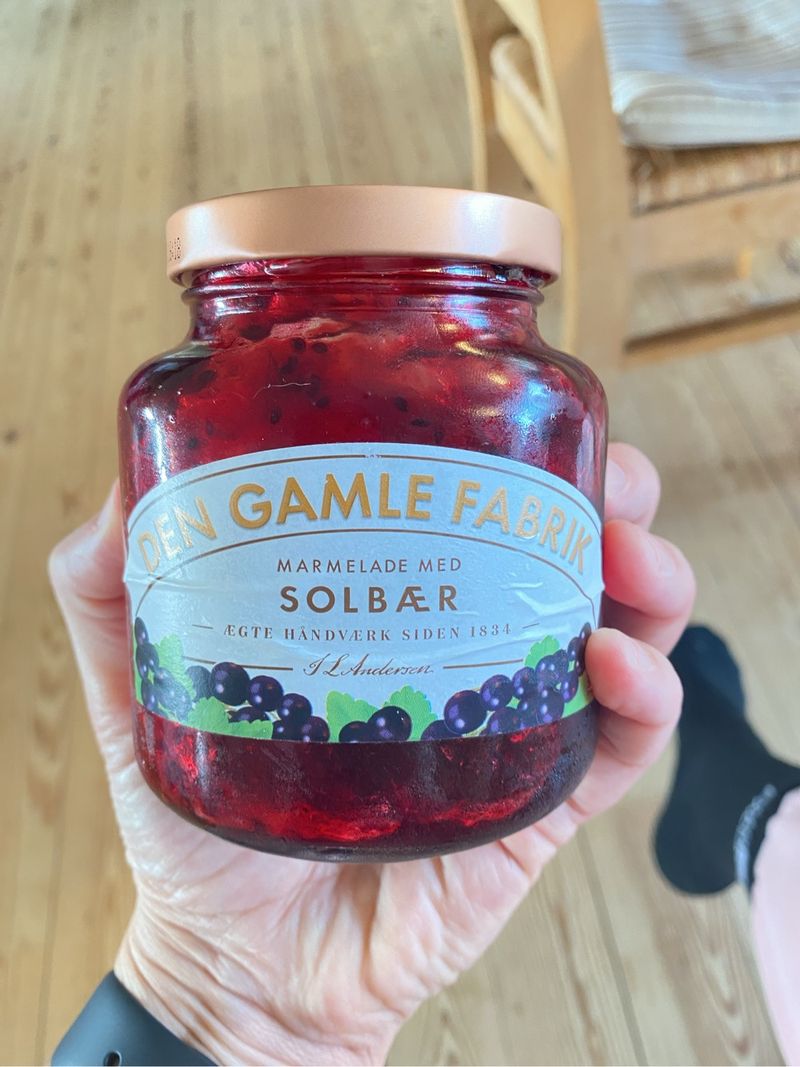 DEN GAMLE FABRIK
MARMELADE MED
SOLBÆR
ÆGTE HÅNDVÆRK SIDEN 1834
J L Andersen